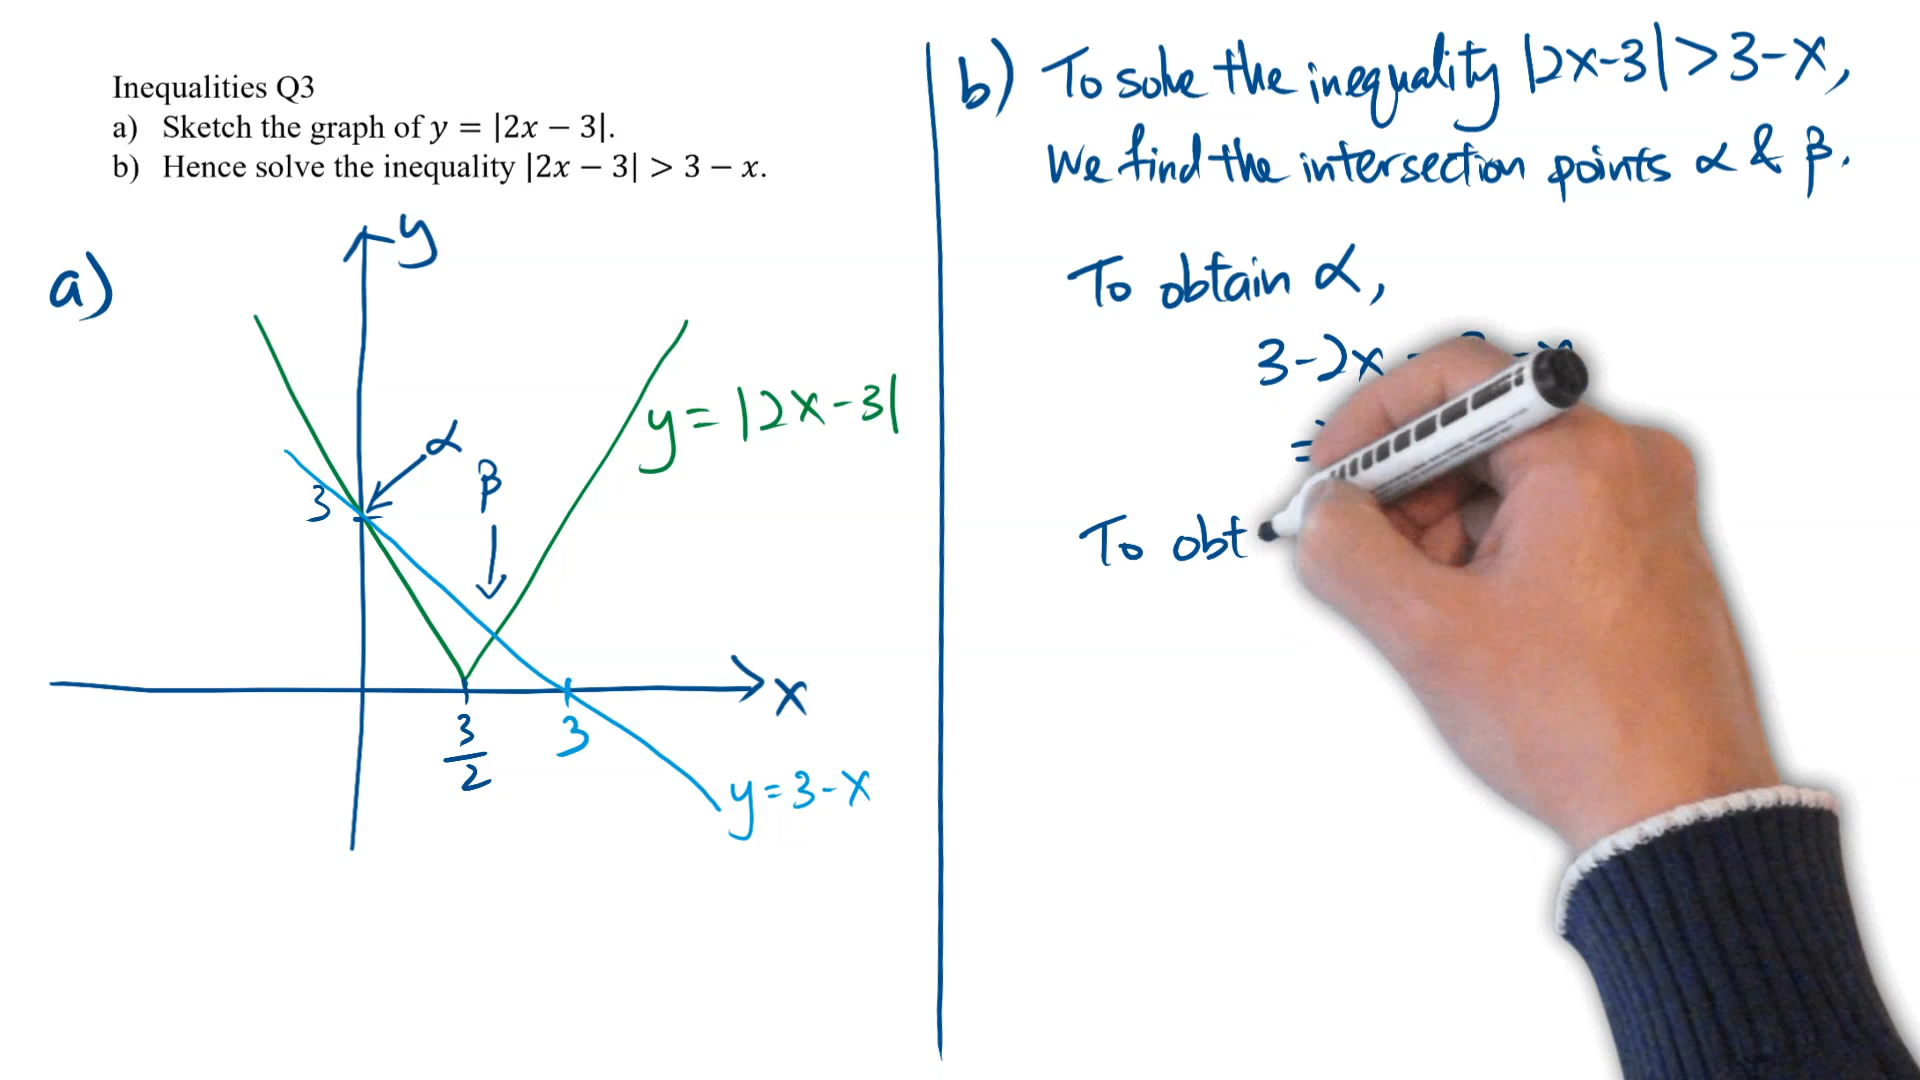 Inequalities Q3
a) Sketch the graph of y = |2x − 3|.
b) Hence solve the inequality |2x − 3| > 3 − x.
a)
y
α
β
3
y = |2x-3|
x
3/2
3
y=3-x
b) To solve the inequality |2x-3| > 3-x,
we find the intersection points α & β.
To obtain α,
3-2x
To obt